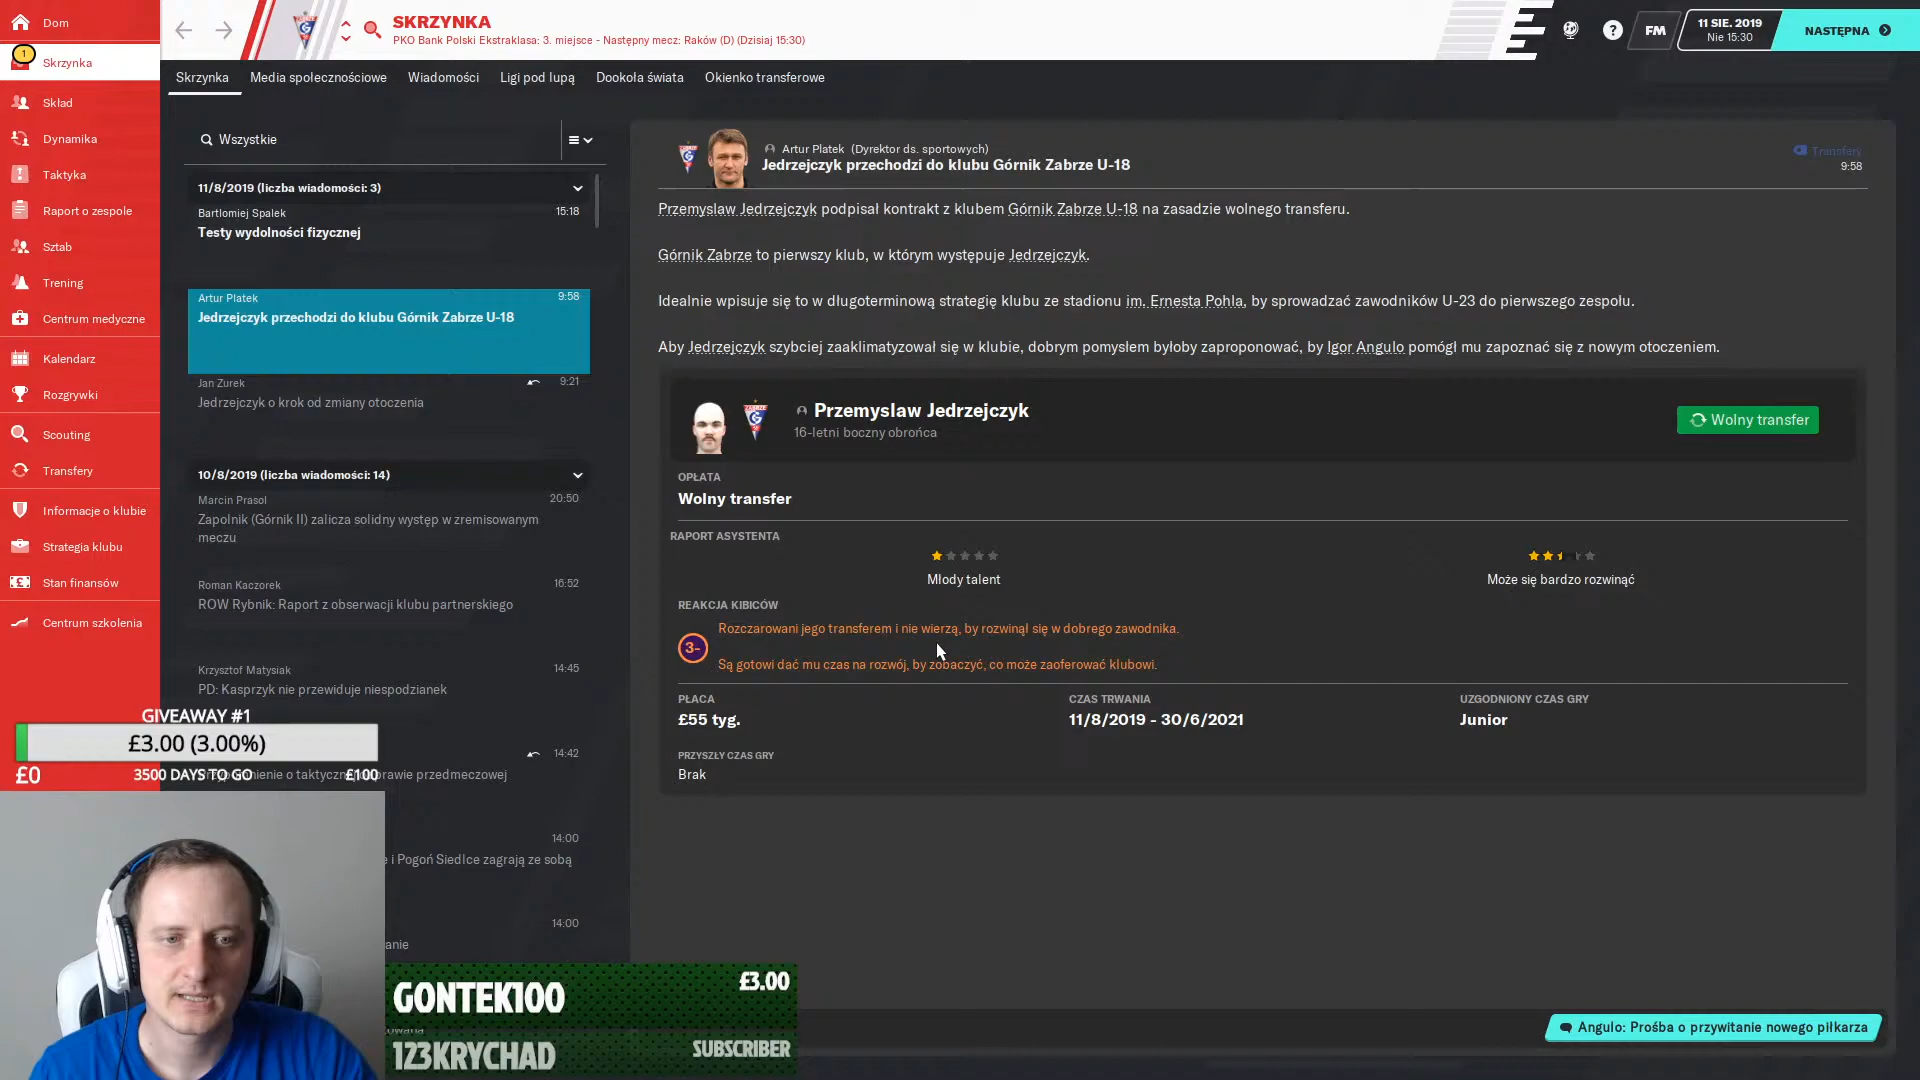 Dom
1
Skrzynka
Skład
Dynamika
Taktyka
Raport o zespole
Sztab
Trening
Centrum medyczne
Kalendarz
Rozgrywki
Scouting
Transfery
Informacje o klubie
Strategia klubu
Stan finansów
Centrum szkolenia
SKRZYNKA
PKO Bank Polski Ekstraklasa: 3. miejsce - Następny mecz: Raków (D) (Dzisiaj 15:30)
?
FM
11 SIE. 2019
Nie 15:30
NASTĘPNA
Skrzynka Media społecznościowe Wiadomości Ligi pod lupą Dookoła świata Okienko transferowe
Wszystkie
11/8/2019 (liczba wiadomości: 3)
Bartlomiej Spalek 15:18
Testy wydolności fizycznej
Artur Platek 9:58
Jedrzejczyk przechodzi do klubu Górnik Zabrze U-18
Jan Zurek 9:21
Jedrzejczyk o krok od zmiany otoczenia
10/8/2019 (liczba wiadomości: 14)
Marcin Prasol 20:50
Zapolnik (Górnik II) zalicza solidny występ w zremisowanym
meczu
Roman Kaczorek 16:52
ROW Rybnik: Raport z obserwacji klubu partnerskiego
Krzysztof Matysiak 14:45
PD: Kasprzyk nie przewiduje niespodzianek
14:42
odprawie przedmeczowej
14:00
e i Pogoń Siedlce zagrają ze sobą
14:00
anie
Artur Platek (Dyrektor ds. sportowych)
Jedrzejczyk przechodzi do klubu Górnik Zabrze U-18
Transfery
9:58
Przemyslaw Jedrzejczyk podpisał kontrakt z klubem Górnik Zabrze U-18 na zasadzie wolnego transferu.
Górnik Zabrze to pierwszy klub, w którym występuje Jedrzejczyk.
Idealnie wpisuje się to w długoterminową strategię klubu ze stadionu im. Ernesta Pohla, by sprowadzać zawodników U-23 do pierwszego zespołu.
Aby Jedrzejczyk szybciej zaaklimatyzował się w klubie, dobrym pomysłem byłoby zaproponować, by Igor Angulo pomógł mu zapoznać się z nowym otoczeniem.
Przemyslaw Jedrzejczyk
16-letni boczny obrońca
Wolny transfer
OPŁATA
Wolny transfer
RAPORT ASYSTENTA
Młody talent
Może się bardzo rozwinąć
REAKCJA KIBICÓW
3-
Rozczarowani jego transferem i nie wierzą, by rozwinął się w dobrego zawodnika.
Są gotowi dać mu czas na rozwój, by zobaczyć, co może zaoferować klubowi.
PŁACA
£55 tyg.
CZAS TRWANIA
11/8/2019 - 30/6/2021
UZGODNIONY CZAS GRY
Junior
PRZYSZŁY CZAS GRY
Brak
Angulo: Prośba o przywitanie nowego piłkarza
GIVEAWAY #1
£3.00 (3.00%)
£0 3500 DAYS TO GO £100
GONTEK100 £3.00
123KRYCHAD SUBSCRIBER